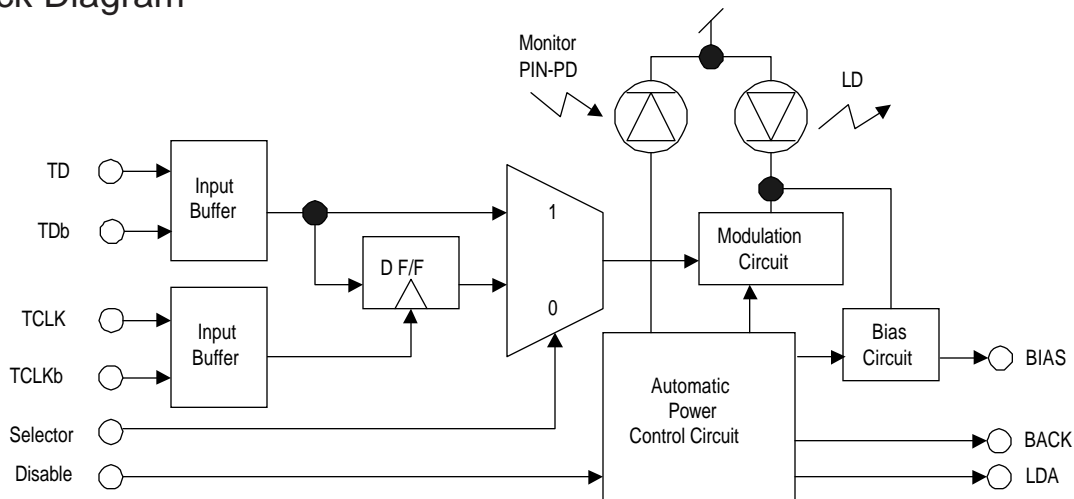 Diagram
Monitor
PIN-PD
LD
TD
TDb
Input
Buffer
1
D F/F
0
Modulation
Circuit
TCLK
TCLKb
Input
Buffer
Bias
Circuit
BIAS
Automatic
Power
Control Circuit
Selector
BACK
Disable
LDA